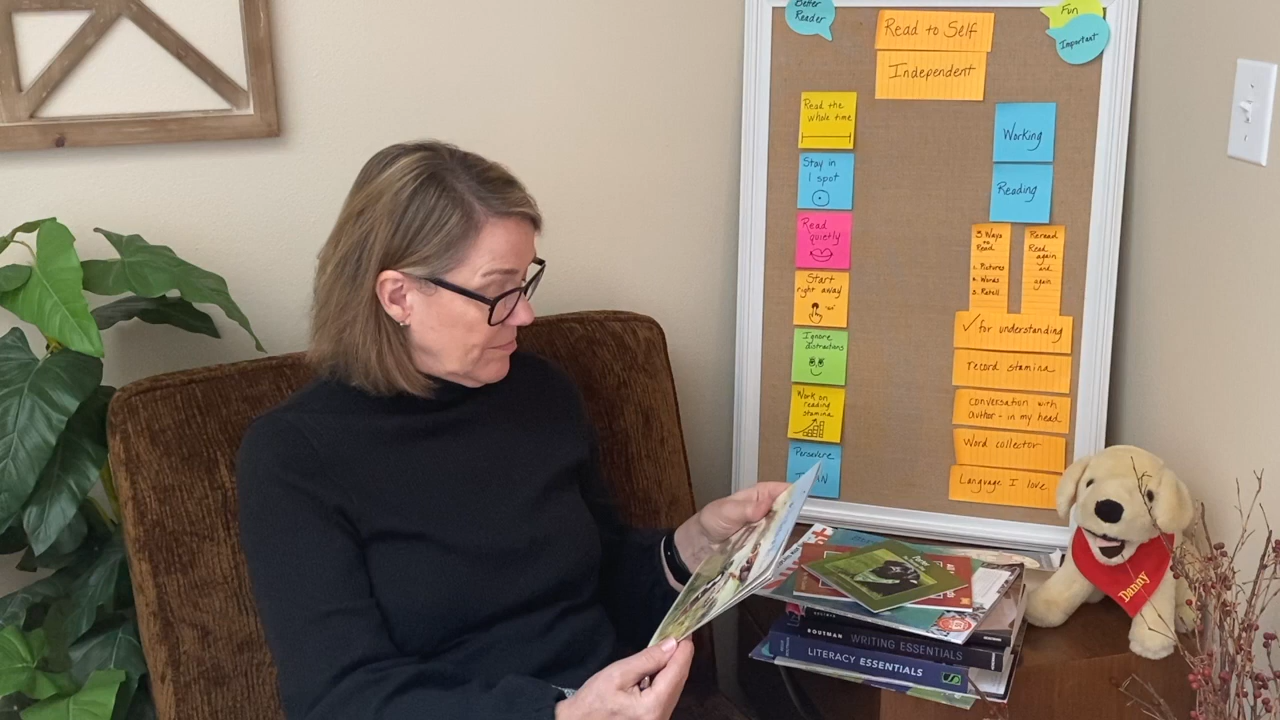 Better
Reader
Read to Self
Independent
Fun
Important
Read the
whole time
Stay in
1 spot
Read
quietly
Start
right away
Ignore
distractions
Work on
reading
stamina
Persevere
Working
Reading
3 Ways
to
Read
1. Pictures
2. Words
3. Retell
Reread
Read
again
and
again
✓ for understanding
record stamina
conversation with
author - in my head
Word collector
Language I love
Danny
ROUTMAN WRITING ESSENTIALS
LITERACY ESSENTIALS